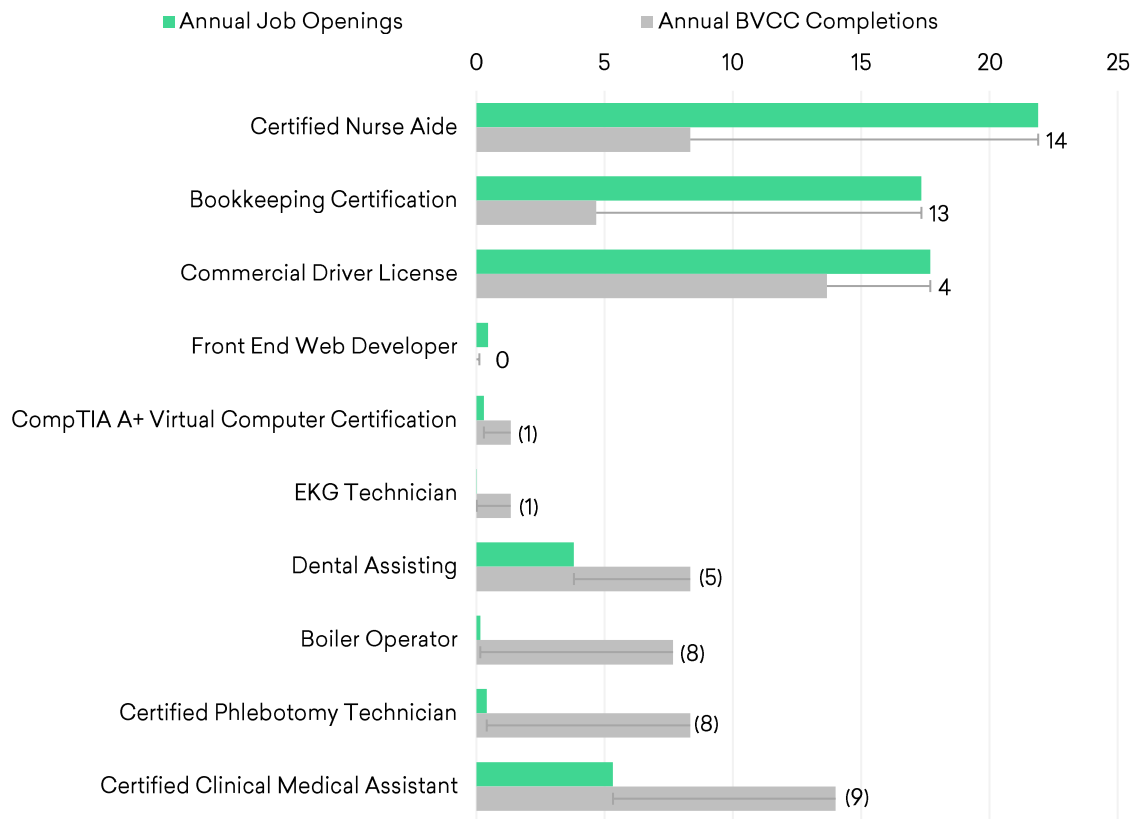 Annual Job Openings Annual BVCC Completions
0 5 10 15 20 25
Certified Nurse Aide 14
Bookkeeping Certification 13
Commercial Driver License 4
Front End Web Developer 0
CompTIA A+ Virtual Computer Certification (1)
EKG Technician (1)
Dental Assisting (5)
Boiler Operator (8)
Certified Phlebotomy Technician (8)
Certified Clinical Medical Assistant (9)